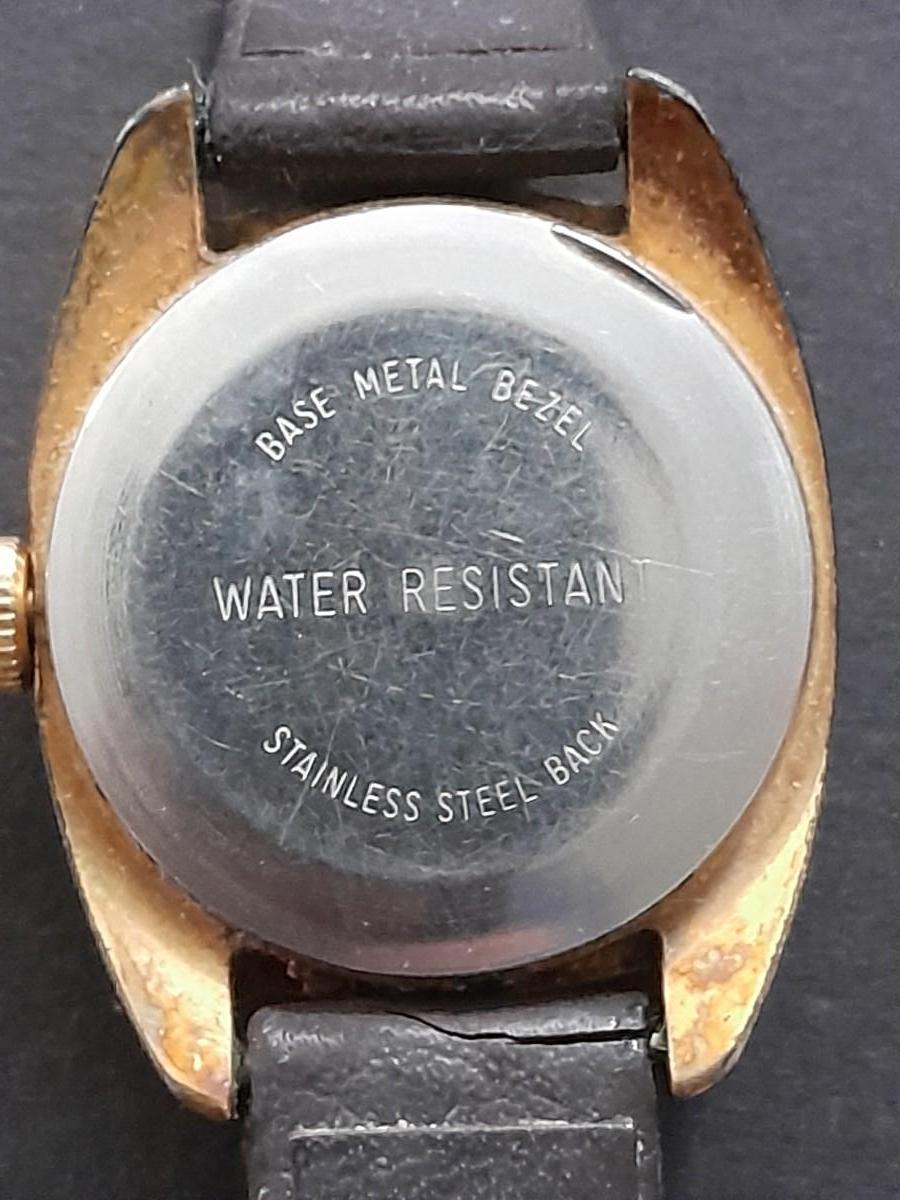 BASE METAL BEZEL
WATER RESISTANT
STAINLESS STEEL BACK